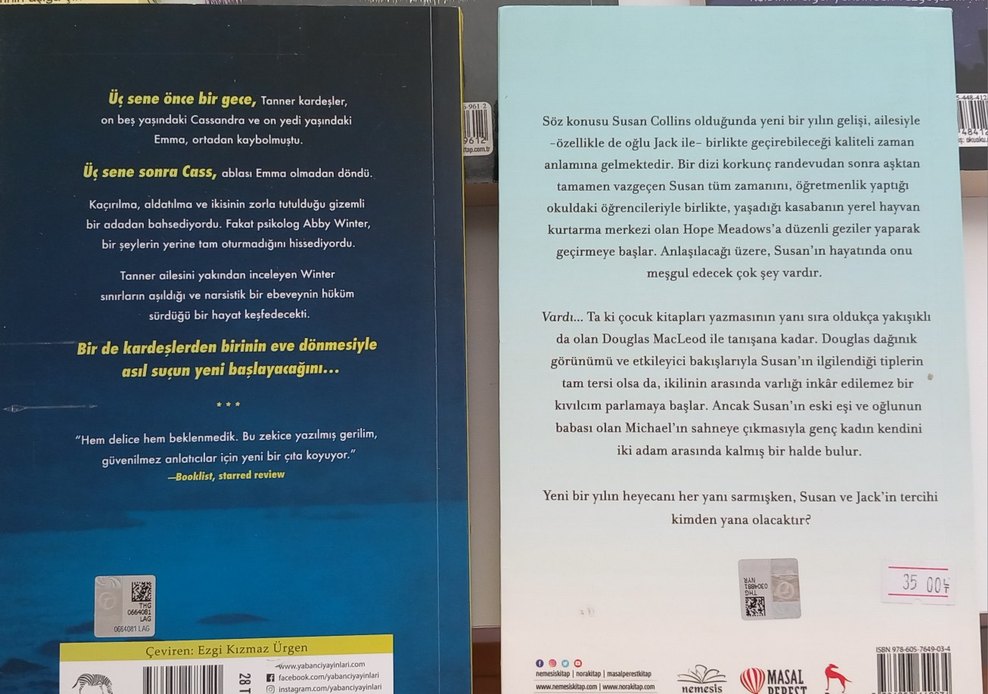 Üç sene önce bir gece, Tanner kardeşler,
on beş yaşındaki Cassandra ve on yedi yaşındaki
Emma, ortadan kaybolmuştu.
Üç sene sonra Cass, ablası Emma olmadan döndü.
Kaçırılma, aldatılma ve ikisinin zorla tutulduğu gizemli
bir adadan bahsediyordu. Fakat psikolog Abby Winter,
bir şeylerin yerine tam oturmadığını hissediyordu.
Tanner ailesini yakından inceleyen Winter
sınırların aşıldığı ve narsistik bir ebeveynin hüküm
sürdüğü bir hayat keşfedecekti.
Bir de kardeşlerden birinin eve dönmesiyle
asıl suçun yeni başlayacağını...
* * *
“Hem delice hem beklenmedik. Bu zekice yazılmış gerilim,
güvenilmez anlatıcılar için yeni bir çıta koyuyor.”
—Booklist, starred review
THG
0664081
LAG
0664081 LAG
Çeviren: Ezgi Kızmaz Ürgen
www.yabanciyayinlari.com
facebook.com/yabanciyayinlari
instagram.com/yabanciyayinlari
28 T
Söz konusu Susan Collins olduğunda yeni bir yılın gelişi, ailesiyle
–özellikle de oğlu Jack ile– birlikte geçirebileceği kaliteli zaman
anlamına gelmektedir. Bir dizi korkunç randevudan sonra aşktan
tamamen vazgeçen Susan tüm zamanını, öğretmenlik yaptığı
okuldaki öğrencileriyle birlikte, yaşadığı kasabanın yerel hayvan
kurtarma merkezi olan Hope Meadows’a düzenli geziler yaparak
geçirmeye başlar. Anlaşılacağı üzere, Susan’ın hayatında onu
meşgul edecek çok şey vardır.
Vardı... Ta ki çocuk kitapları yazmasının yanı sıra oldukça yakışıklı
da olan Douglas MacLeod ile tanışana kadar. Douglas dağınık
görünümü ve etkileyici bakışlarıyla Susan’ın ilgilendiği tiplerin
tam tersi olsa da, ikilinin arasında varlığı inkâr edilemez bir
kıvılcım parlamaya başlar. Ancak Susan’ın eski eşi ve oğlunun
babası olan Michael’ın sahneye çıkmasıyla genç kadın kendini
iki adam arasında kalmış bir halde bulur.
Yeni bir yılın heyecanı her yanı sarmışken, Susan ve Jack’in tercihi
kimden yana olacaktır?
THG
0304881
NYR
35 00₺
ISBN 978-605-7649-03-4
nemesiskitap | norakitap | masalperestkitap
www.nemesiskitap.com | www.norakitap.com
nemesis
MASAL
PEREST